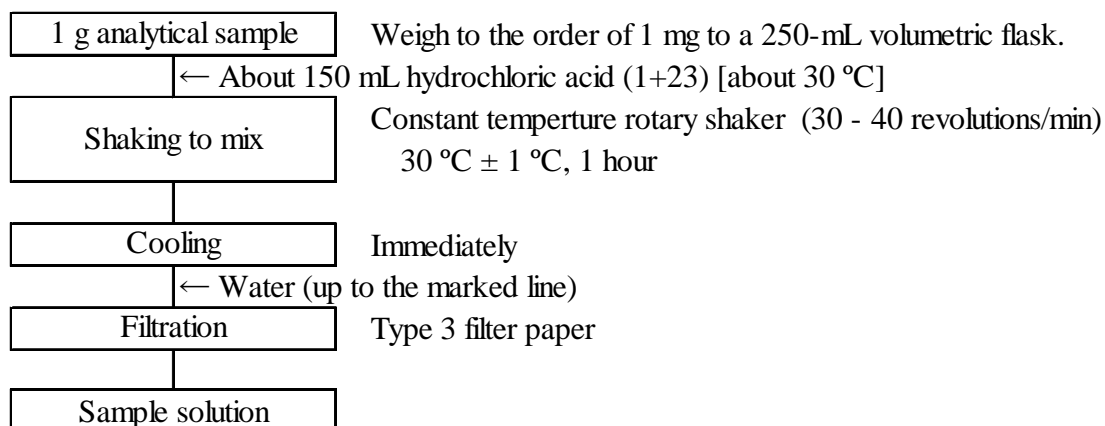 1 g analytical sample Weigh to the order of 1 mg to a 250-mL volumetric flask.
← About 150 mL hydrochloric acid (1+23) [about 30 ºC]
Shaking to mix Constant temperture rotary shaker (30 - 40 revolutions/min)
30 ºC ± 1 ºC, 1 hour
Cooling Immediately
← Water (up to the marked line)
Filtration Type 3 filter paper
Sample solution